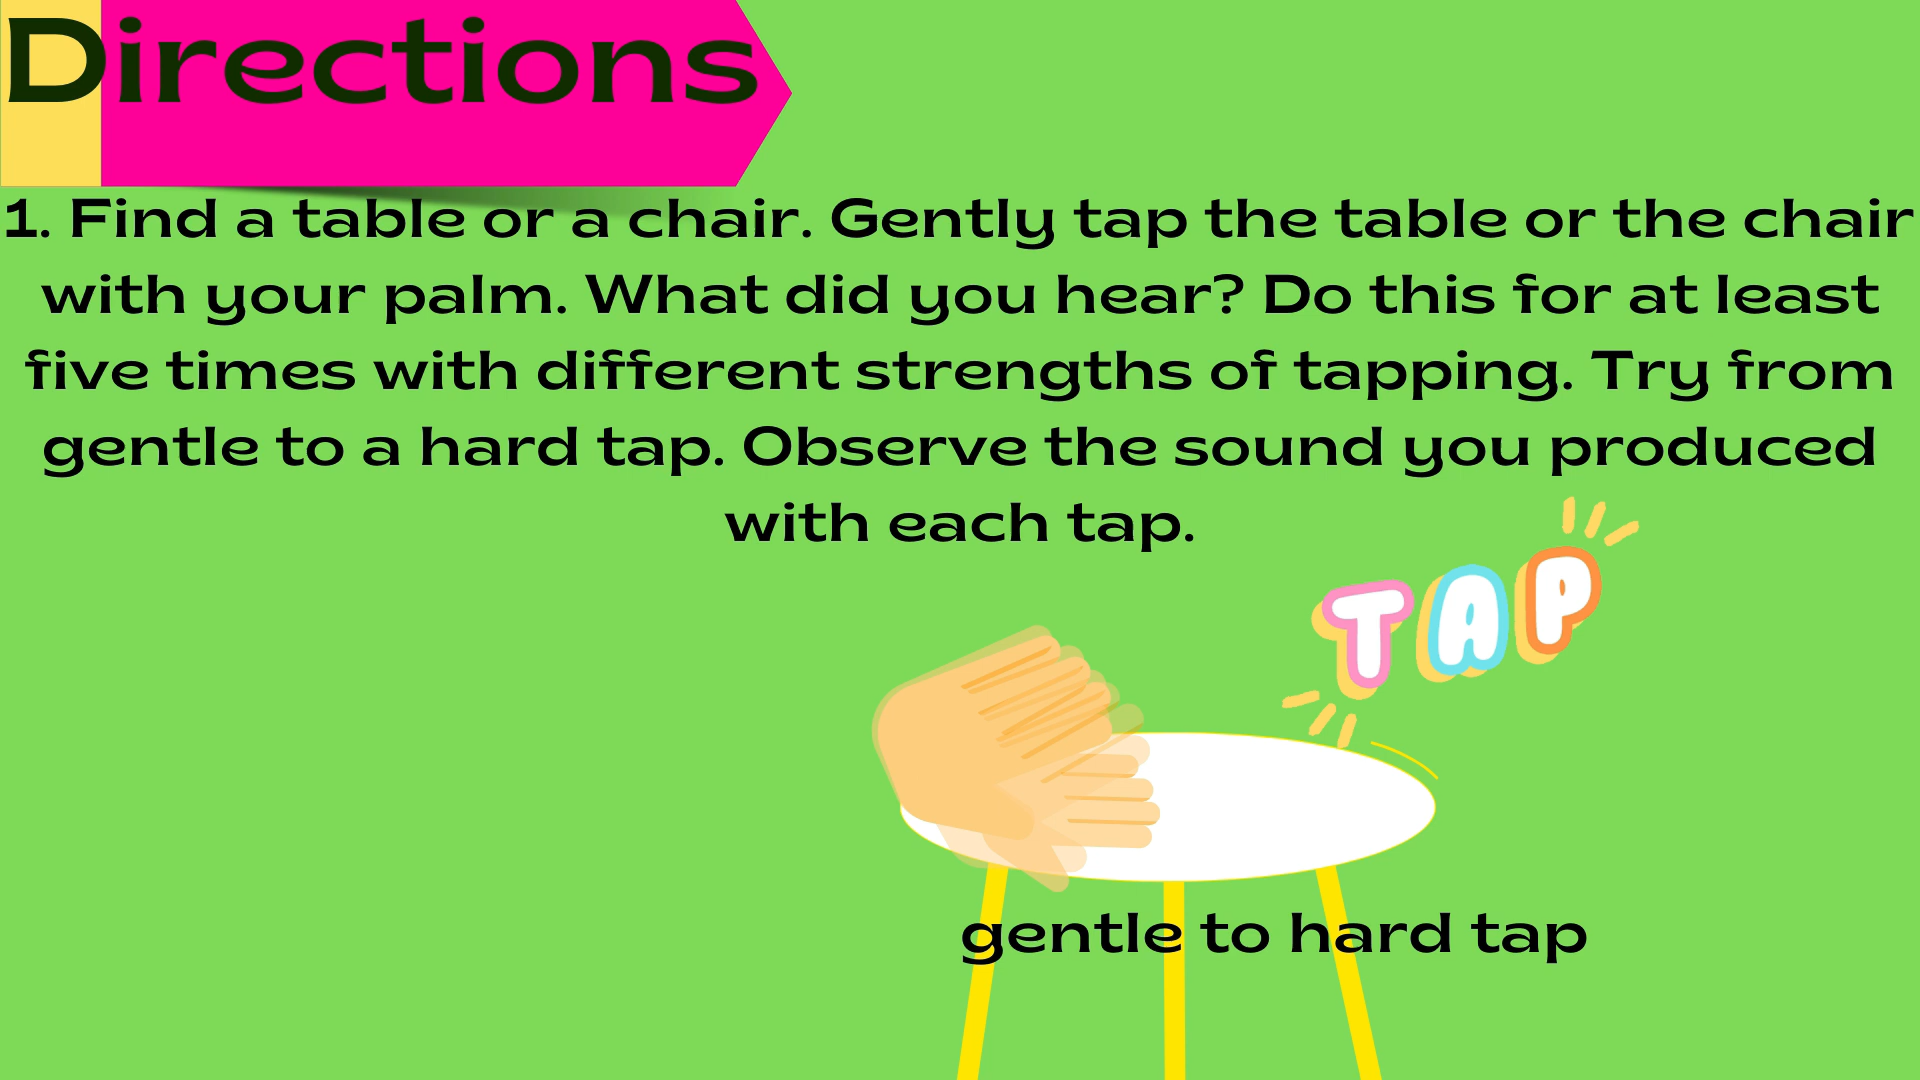 Directions
1. Find a table or a chair. Gently tap the table or the chair
with your palm. What did you hear? Do this for at least
five times with different strengths of tapping. Try from
gentle to a hard tap. Observe the sound you produced
with each tap.
TAP
gentle to hard tap